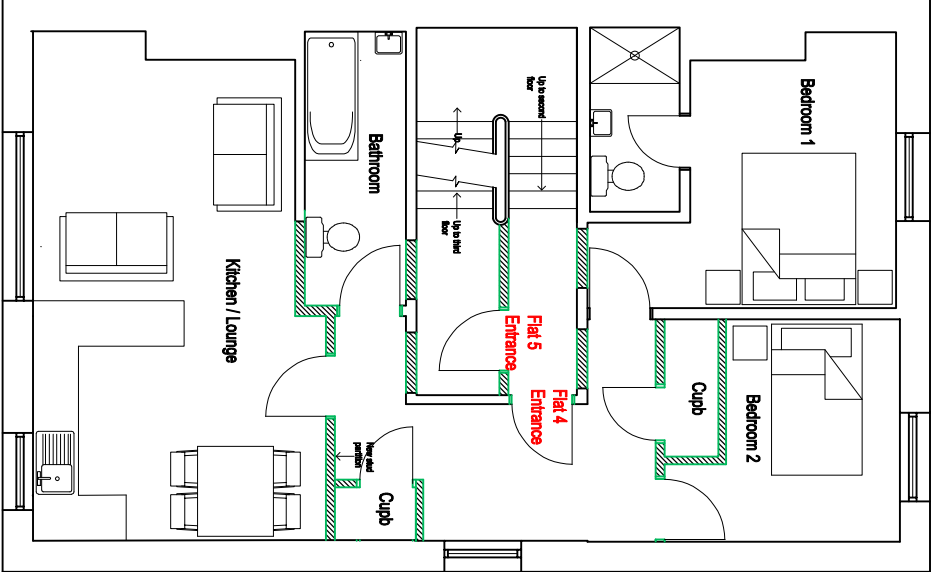 Up to second
floor
Up
Up to third
floor
Bathroom
Bedroom 1
Kitchen / Lounge
Flat 5
Entrance
Flat 4
Entrance
Cupb
Bedroom 2
New stud
partition
Cupb